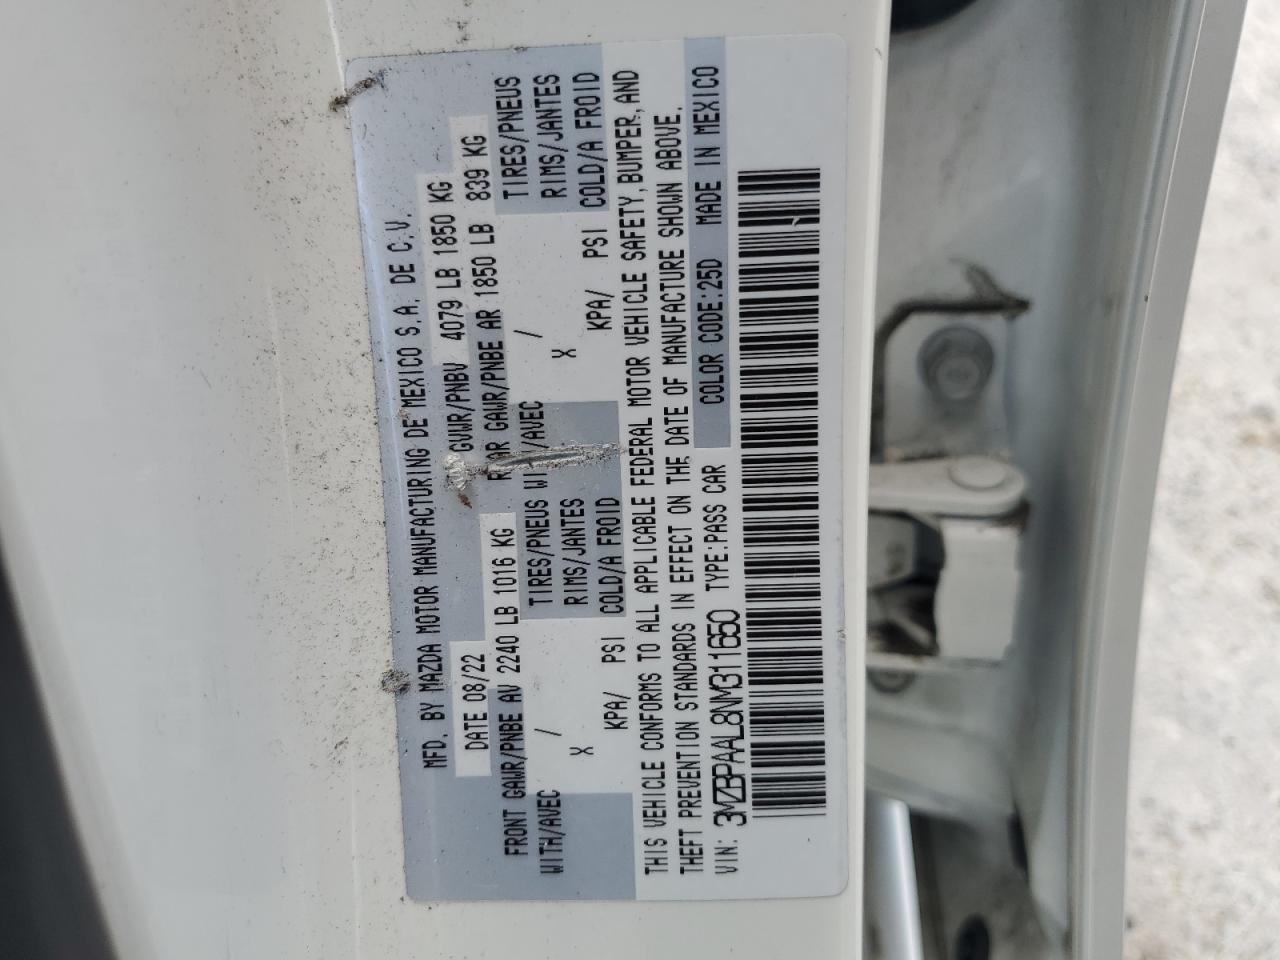 MFD. BY MAZDA MOTOR MANUFACTURING DE MEXICO S.A. DE C.V.
DATE 08/22 GVWR/PNBV 4079 LB 1850 KG
FRONT GAWR/PNBE AV 2240 LB 1016 KG GAWR/PNBE AR 1850 LB 839 KG
WITH/AVEC / TIRES/PNEUS /AVEC / TIRES/PNEUS
X RIMS/JANTES X RIMS/JANTES
KPA/ PSI COLD/A FROID KPA/ PSI COLD/A FROID
THIS VEHICLE CONFORMS TO ALL APPLICABLE FEDERAL MOTOR VEHICLE SAFETY, BUMPER, AND
THEFT PREVENTION STANDARDS IN EFFECT ON THE DATE OF MANUFACTURE SHOWN ABOVE.
VIN: 3MZBPAAL8NM311650 TYPE:PASS CAR COLOR CODE:25D MADE IN MEXICO